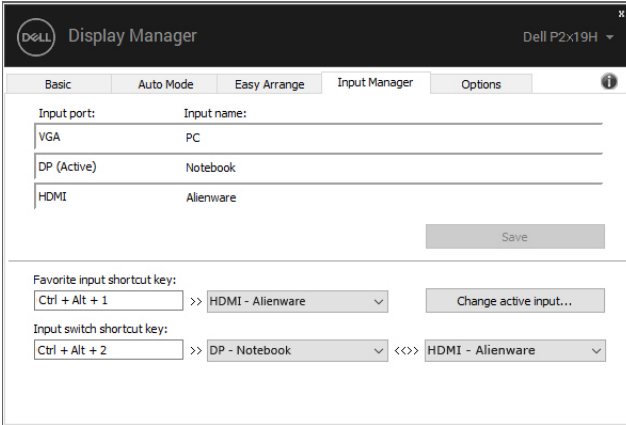 x
DELL Display Manager Dell P2x19H
Basic Auto Mode Easy Arrange Input Manager Options i
Input port: Input name:
VGA PC
DP (Active) Notebook
HDMI Alienware
Save
Favorite input shortcut key:
Ctrl + Alt + 1 >> HDMI - Alienware Change active input...
Input switch shortcut key:
Ctrl + Alt + 2 >> DP - Notebook <<>> HDMI - Alienware